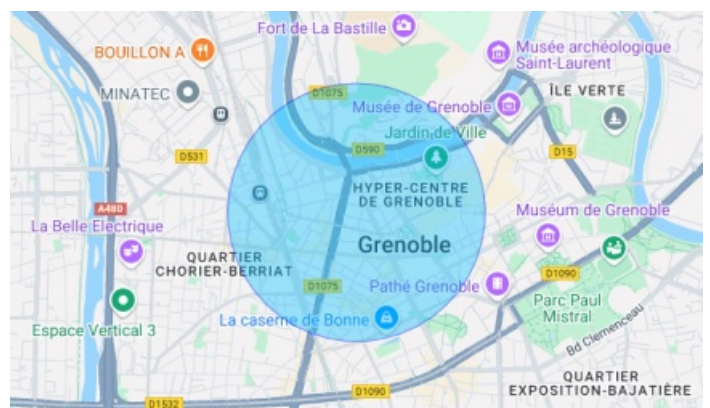 Fort de La Bastille
BOUILLON A
Musée archéologique
Saint-Laurent
MINATEC
D1075
Musée de Grenoble
ÎLE VERTE
Jardin de Ville
D590
D531
D15
HYPER-CENTRE
DE GRENOBLE
A480
La Belle Electrique
Muséum de Grenoble
Grenoble
QUARTIER
CHORIER-BERRIAT
D1090
D1075
Pathé Grenoble
Parc Paul
Mistral
Espace Vertical 3
La caserne de Bonne
Bd Clemenceau
QUARTIER
EXPOSITION-BAJATIÈRE
D1090
D1532